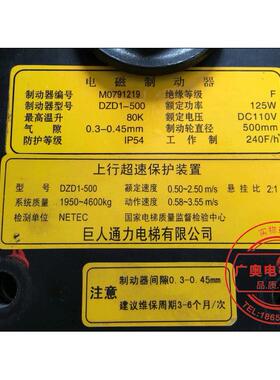 电磁制动器
制动器编号 M0791219 绝缘等级 F
制动器型号 DZD1-500 额定功率 125W
最高温升 80K 额定电压 DC110V
气隙 0.3-0.45mm 制动轮直径 500mm
防护等级 IP54 工作制 240F/h
上行超速保护装置
型号 DZD1-500 额定速度 0.50-2.50 m/s 悬挂比 2:1
系统质量 1950~4600kg 动作速度 0.58-3.55 m/s
检测单位 NETEC 国家电梯质量监督检验中心
巨人通力电梯有限公司
制动器间隙0.3-0.45mm
注意
建议维保周期3-6个月/次
广奥电